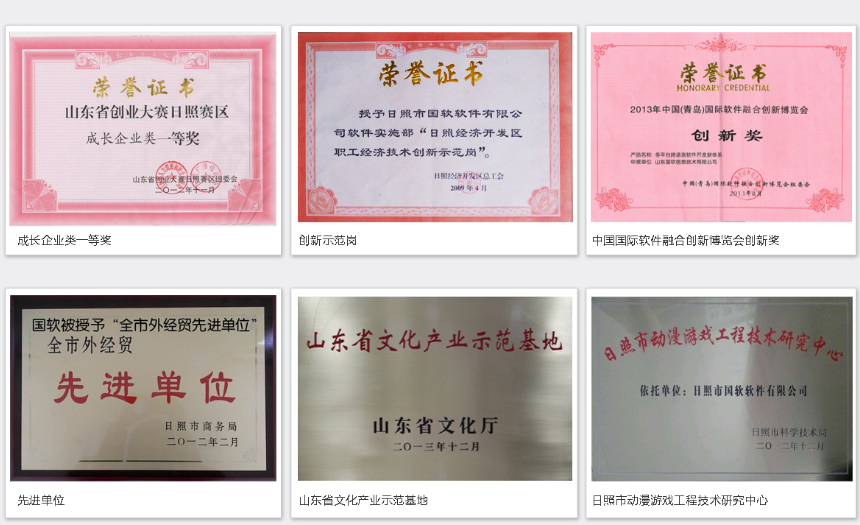 荣誉证书
山东省创业大赛日照赛区
成长企业类一等奖
山东省创业大赛日照赛区组委会
二〇一二年十一月
成长企业类一等奖
荣誉证书
授予日照市国软软件有限公
司软件实施部“日照经济开发区
职工经济技术创新示范岗”。
日照经济开发区总工会
2009年4月
创新示范岗
荣誉证书
HONORARY CREDENTIAL
2013年中国(青岛)国际软件融合创新博览会
创新奖
中国(青岛)国际软件融合创新博览会组委会
2013年8月
中国国际软件融合创新博览会创新奖
国软被授予“全市外经贸先进单位”
全市外经贸
先进单位
日照市商务局
二〇一二年二月
先进单位
山东省文化产业示范基地
山东省文化厅
二〇一三年十二月
山东省文化产业示范基地
日照市动漫游戏工程技术研究中心
依托单位：日照市国软软件有限公司
日照市科学技术局
二〇一二年十二月
日照市动漫游戏工程技术研究中心